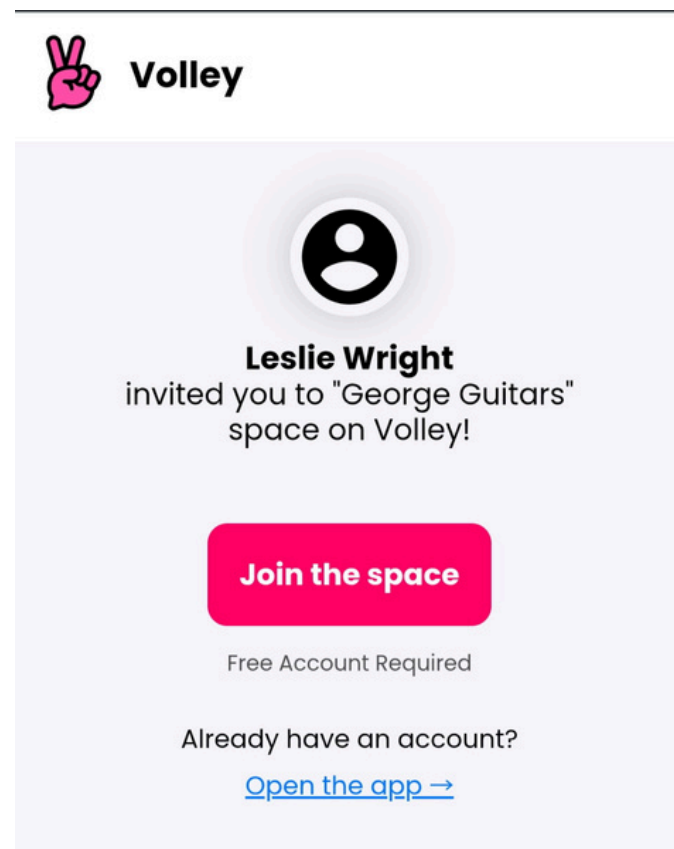 Volley
Leslie Wright
invited you to "George Guitars"
space on Volley!
Join the space
Free Account Required
Already have an account?
Open the app →